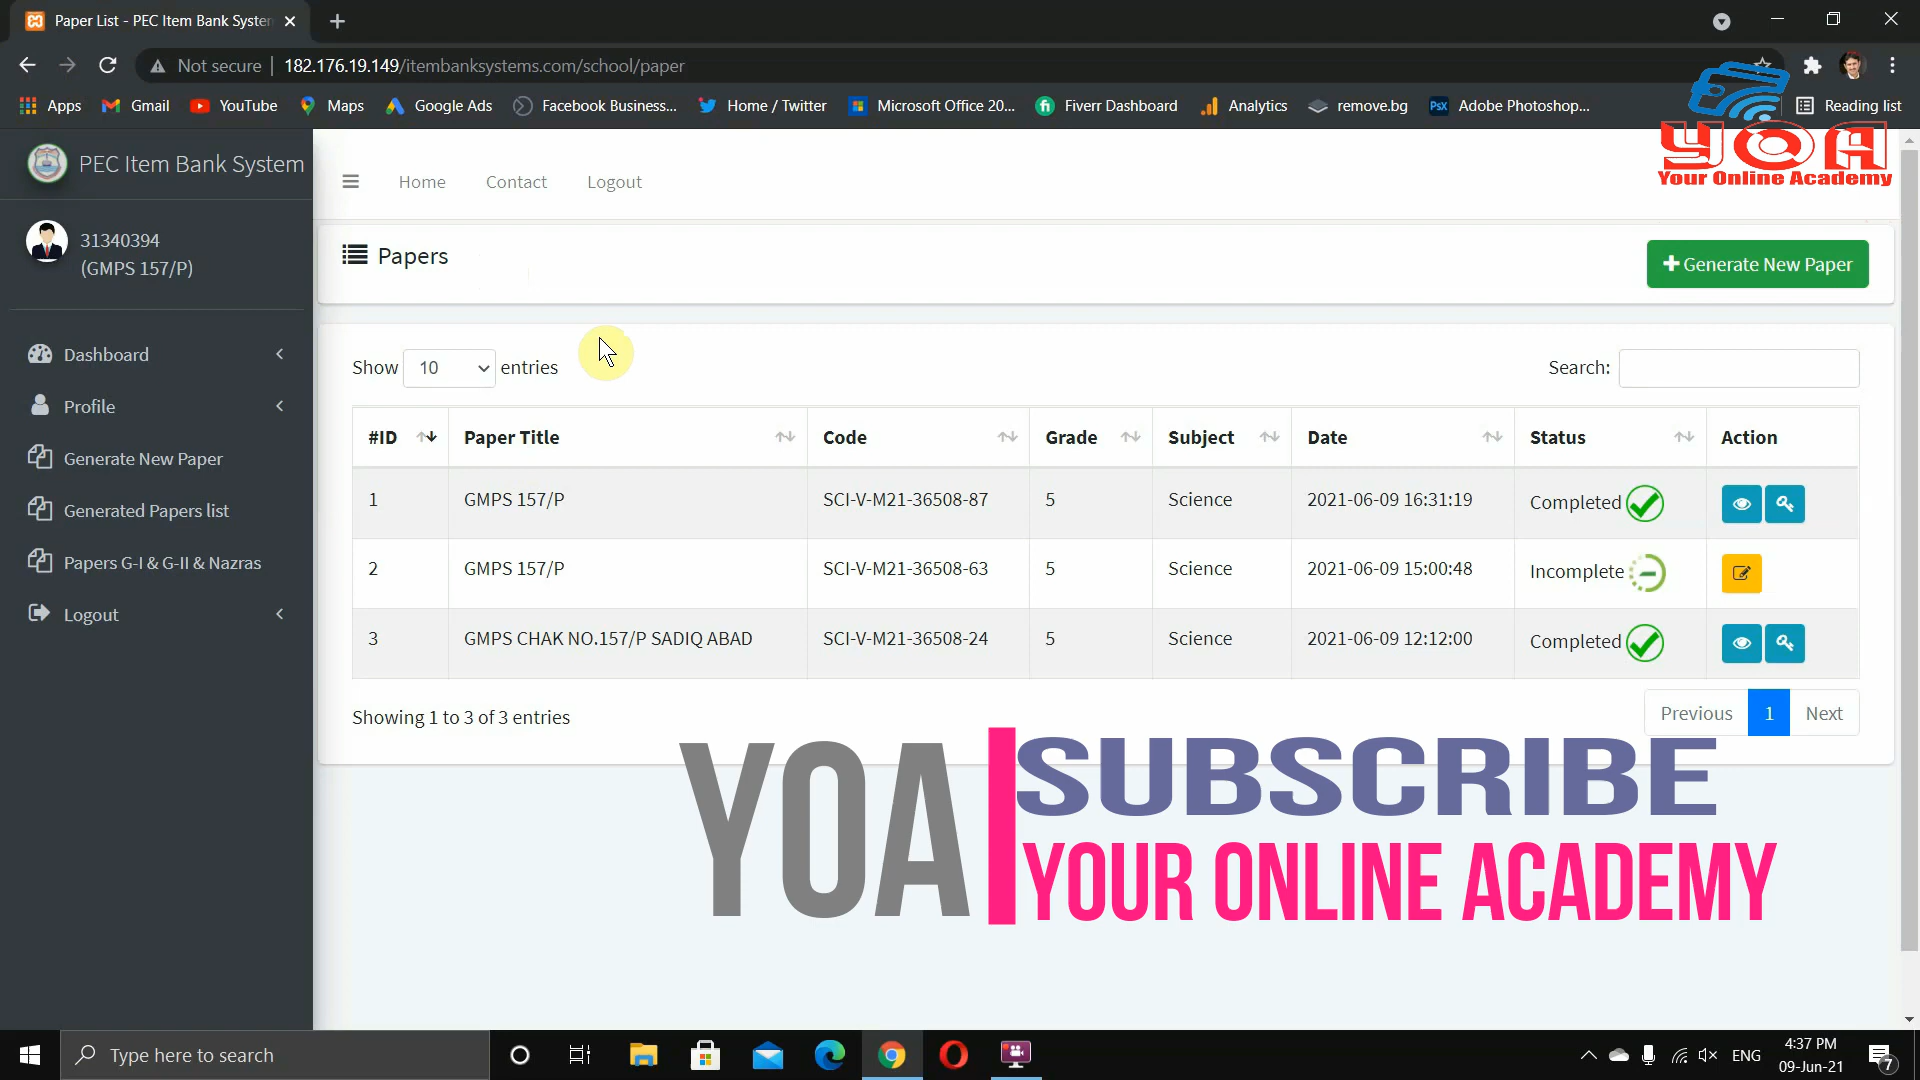 Paper List - PEC Item Bank System
Not secure | 182.176.19.149/itembanksystems.com/school/paper
Apps Gmail YouTube Maps Google Ads Facebook Business... Home / Twitter Microsoft Office 20... Fiverr Dashboard Analytics remove.bg Psx Adobe Photoshop... Reading list
YOA
Your Online Academy
PEC Item Bank System
Home Contact Logout
31340394
(GMPS 157/P)
Papers
Generate New Paper
Dashboard
Profile
Generate New Paper
Generated Papers list
Papers G-I & G-II & Nazras
Logout
Show 10 entries
Search:
#ID Paper Title Code Grade Subject Date Status Action
1 GMPS 157/P SCI-V-M21-36508-87 5 Science 2021-06-09 16:31:19 Completed
2 GMPS 157/P SCI-V-M21-36508-63 5 Science 2021-06-09 15:00:48 Incomplete
3 GMPS CHAK NO.157/P SADIQ ABAD SCI-V-M21-36508-24 5 Science 2021-06-09 12:12:00 Completed
Showing 1 to 3 of 3 entries
Previous 1 Next
YOA
SUBSCRIBE
YOUR ONLINE ACADEMY
Type here to search
ENG
4:37 PM
09-Jun-21
7